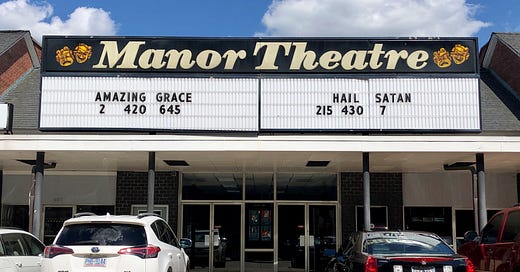 Manor Theatre
AMAZING GRACE
2 420 645
HAIL SATAN
215 430 7